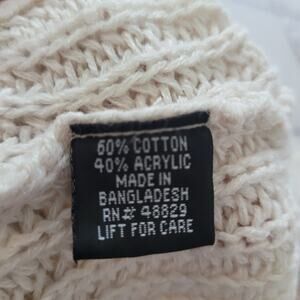 60% COTTON
40% ACRYLIC
MADE IN
BANGLADESH
RN# 48829
LIFT FOR CARE